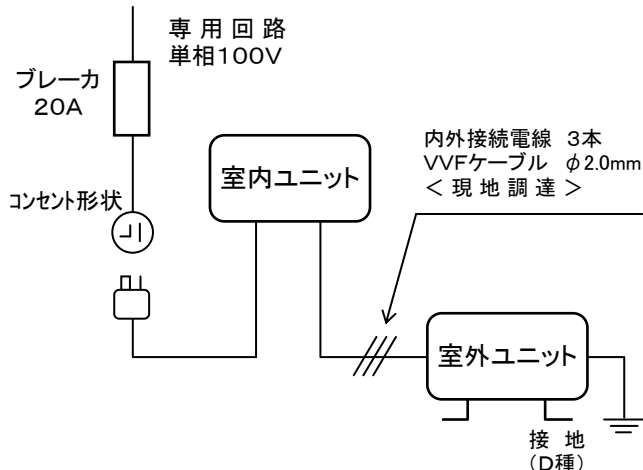 専用回路
単相100V
ブレーカ
20A
コンセント形状
室内ユニット
内外接続電線 3本
VVFケーブル φ2.0mm
＜現地調達＞
室外ユニット
接地
（D種）